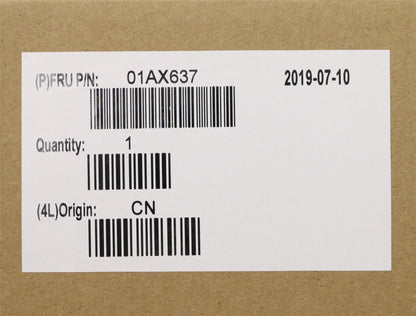 (P)FRU P/N: 01AX637 2019-07-10
Quantity: 1
(4L)Origin: CN